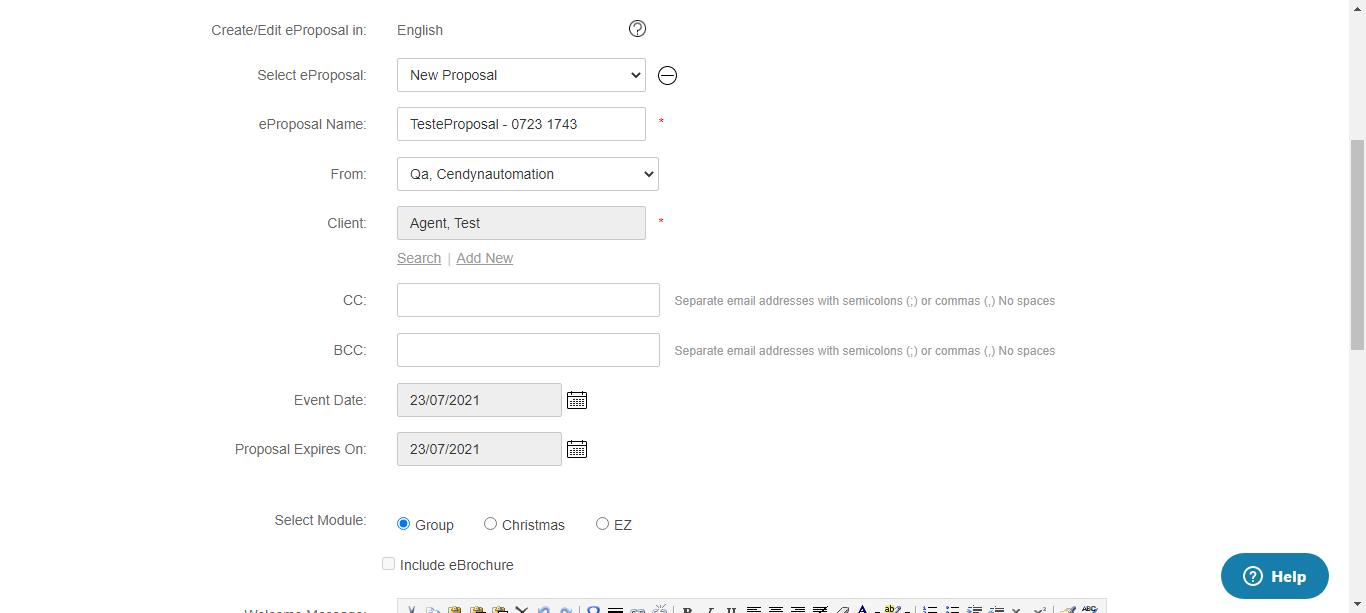 Create/Edit eProposal in: English
Select eProposal: New Proposal
eProposal Name: TesteProposal - 0723 1743 *
From: Qa, Cendynautomation
Client: Agent, Test *
Search | Add New
CC: Separate email addresses with semicolons (;) or commas (,) No spaces
BCC: Separate email addresses with semicolons (;) or commas (,) No spaces
Event Date: 23/07/2021
Proposal Expires On: 23/07/2021
Select Module: Group Christmas EZ
Include eBrochure
Help
Welcome Message: